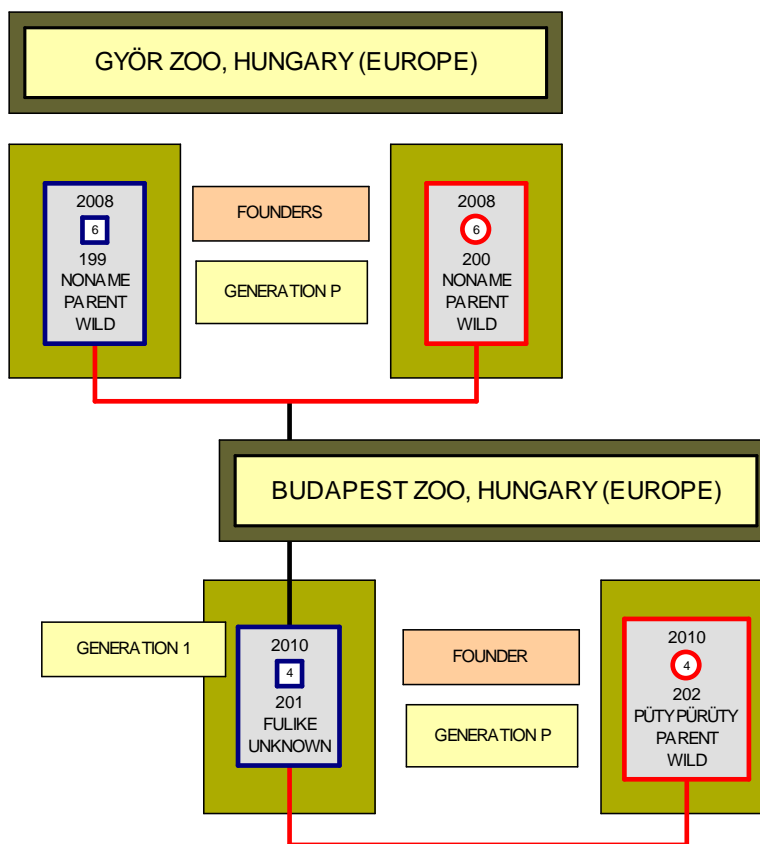 GYÖR ZOO, HUNGARY (EUROPE)
2008
6
199
NONAME
PARENT
WILD
FOUNDERS
GENERATION P
2008
6
200
NONAME
PARENT
WILD
BUDAPEST ZOO, HUNGARY (EUROPE)
GENERATION 1
2010
4
201
FULIKE
UNKNOWN
FOUNDER
GENERATION P
2010
4
202
PÜTYPÜRÜTY
PARENT
WILD